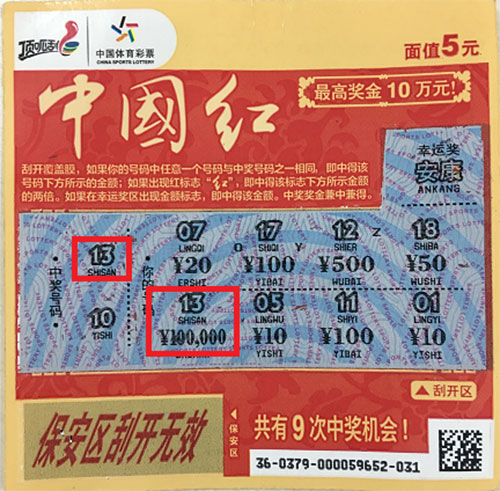 顶呱刮
中国体育彩票
CHINA SPORTS LOTTERY
面值5元
中國红
最高奖金10万元!
刮开覆盖膜,如果你的号码中任意一个号码与中奖号码之一相同,即中得该
号码下方所示的金额;如果出现红标志“红”,即中得该标志下方所示金额
的两倍。如果在幸运奖区出现金额标志,即中得该金额。中奖奖金兼中兼得。
幸运奖
安康
ANKANG
中奖号码
13
SHISAN
10
YISHI
你的号码
07 17 12 18
LINGQI SHIQI SHIER SHIBA
¥20 ¥100 ¥500 ¥50
ERSHI YIBAI WUBAI WUSHI
O Y Z
13 05 11 01
SHISAN LINGWU SHIYI LINGYI
¥100,000 ¥10 ¥100 ¥10
YISHI YIBAI YISHI
▲刮开区
保安区刮开无效
保安区
共有9次中奖机会!
36-0379-000059652-031